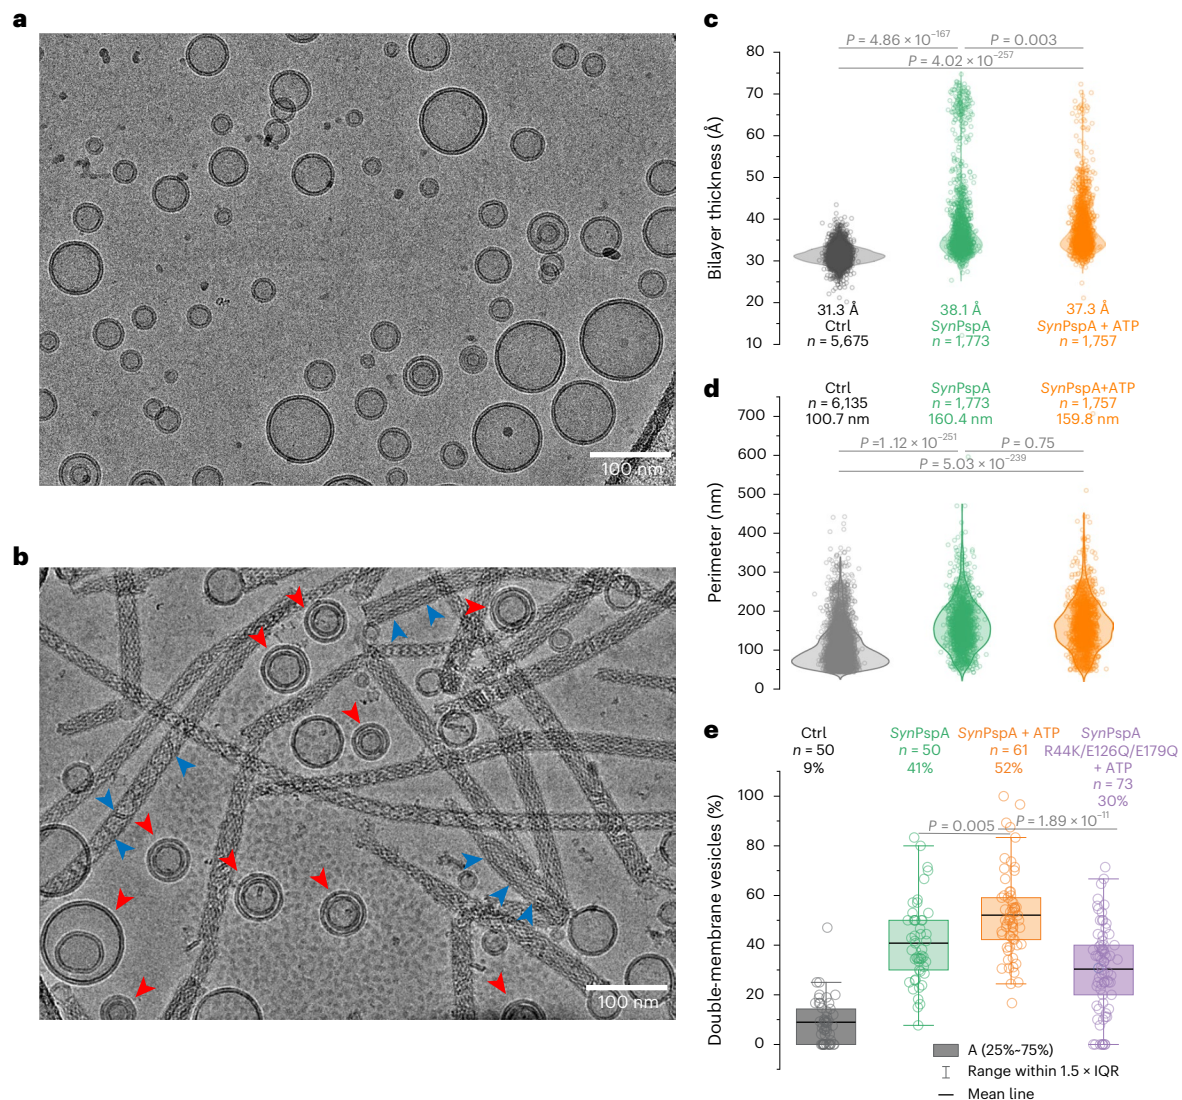 a
100 nm
b
100 nm
c
P = 4.86 × 10⁻¹⁶⁷
P = 0.003
P = 4.02 × 10⁻²⁵⁷
Bilayer thickness (Å)
80
70
60
50
40
30
20
10
31.3 Å
Ctrl
n = 5,675
38.1 Å
SynPspA
n = 1,773
37.3 Å
SynPspA + ATP
n = 1,757
d
Ctrl
n = 6,135
100.7 nm
SynPspA
n = 1,773
160.4 nm
SynPspA+ATP
n = 1,757
159.8 nm
P =1 .12 × 10⁻²⁵¹
P = 0.75
P = 5.03 × 10⁻²³⁹
Perimeter (nm)
700
600
500
400
300
200
100
0
e
Ctrl
n = 50
9%
SynPspA
n = 50
41%
SynPspA + ATP
n = 61
52%
SynPspA
R44K/E126Q/E179Q
+ ATP
n = 73
30%
P = 0.005
P = 1.89 × 10⁻¹¹
Double-membrane vesicles (%)
100
80
60
40
20
0
A (25%~75%)
Range within 1.5 × IQR
Mean line